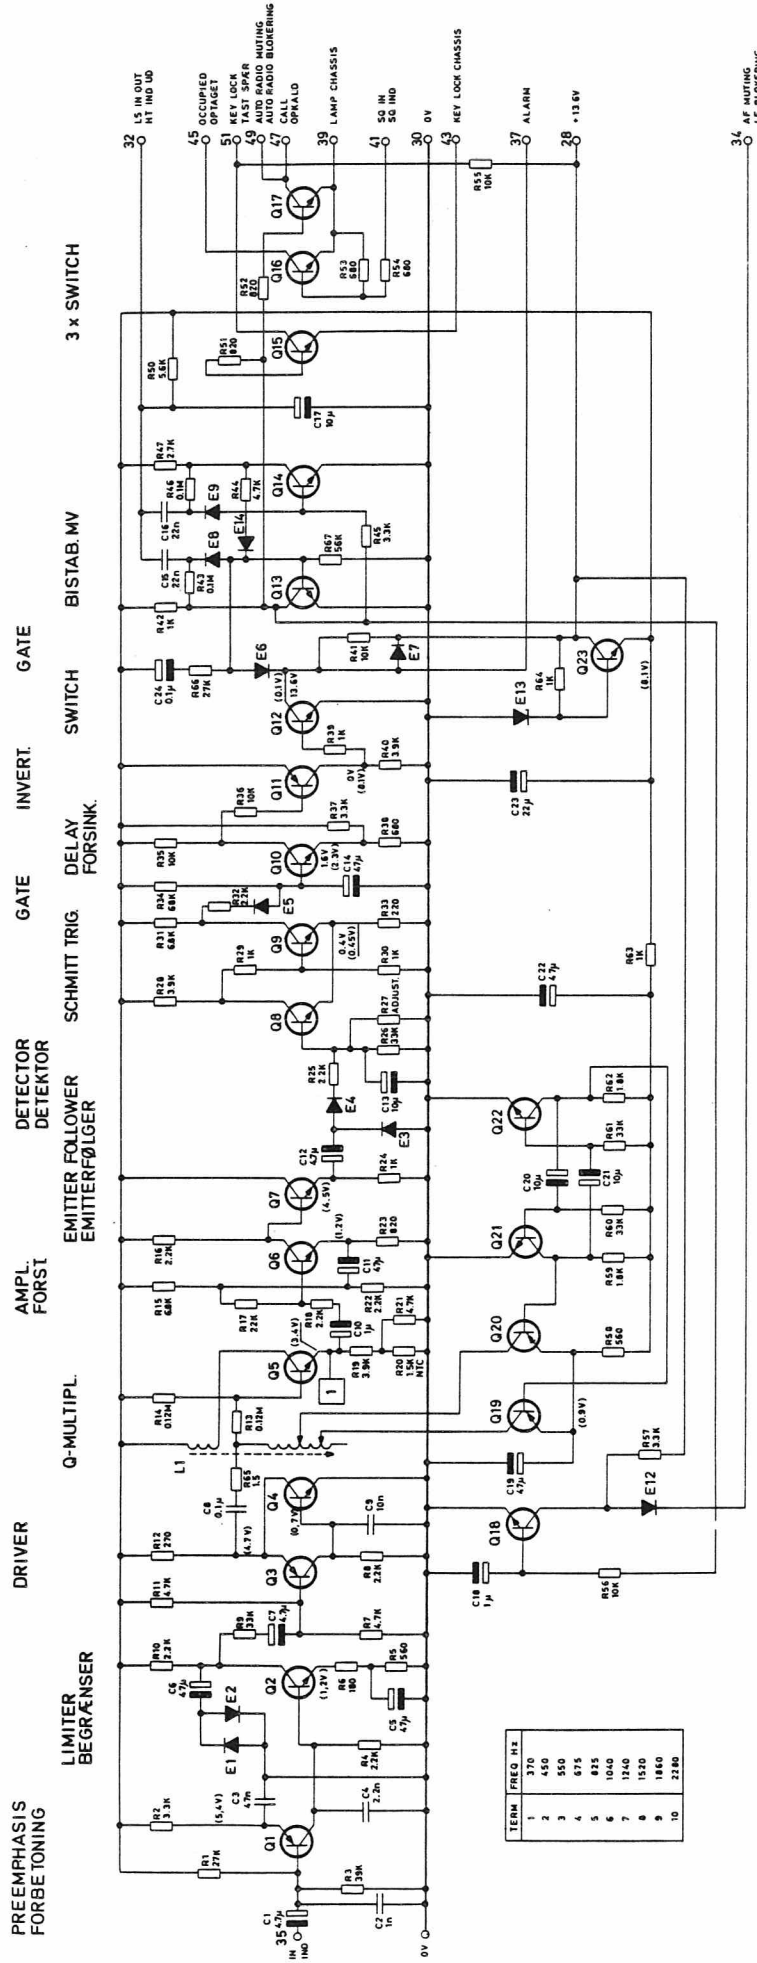 PREEMPHASIS
FORBETONING
LIMITER
BEGRÆNSER
DRIVER
Q-MULTIPL.
AMPL.
FORST
EMITTER FOLLOWER
EMITTERFØLGER
DETECTOR
DETEKTOR
SCHMITT TRIG.
GATE
DELAY
FORSINK.
INVERT.
SWITCH
GATE
BISTAB. MV
3 x SWITCH
35
IN
IND
0V
C1
4.7µ
C2
1n
R1
27K
R3
39K
R2
3.3K
Q1
(5,4V)
C3
47n
C4
2.2n
E1
E2
C6
47µ
R4
2.2K
R10
2.2K
Q2
(1,2V)
R6
180
R5
560
C5
47µ
R9
33K
C7
4.7µ
R11
4.7K
R7
4.7K
R12
270
Q3
(4.7V)
R8
2.2K
C8
0.1µ
R65
1.5
Q4
(0,7V)
C9
10n
L1
R14
0.12M
R13
0.12M
Q5
(3,4V)
1
R19
3.9K
R20
1.5K
NTC
R21
4.7K
C10
1µ
R15
6.8K
R17
22K
R18
2.2K
R22
2.2K
R16
2.2K
Q6
(1.2V)
C11
47µ
R23
820
Q7
(4.5V)
R24
1K
C12
4.7µ
E3
E4
R25
2.2K
C13
10µ
R26
33K
R27
ADJUST.
Q8
R28
3.9K
R29
1K
R30
1K
Q9
R31
6.8K
0.4V
(0.45V)
R33
220
R32
2.2K
E5
R34
68K
C14
47µ
R35
10K
Q10
1.6V
(2.3V)
R38
680
R37
3.3K
R36
10K
Q11
0V
(8.1V)
R40
3.9K
R39
1K
Q12
(0.1V)
13.6V
C24
0.1µ
R66
27K
E6
R41
10K
E7
R42
1K
R43
0.1M
C15
22n
E8
Q13
R67
56K
E14
R44
4.7K
C16
22n
R46
0.1M
E9
R47
2.7K
Q14
R45
3.3K
R50
5.6K
C17
10µ
R51
820
Q15
R52
820
Q16
R53
680
R54
680
Q17
R55
10K
32
LS IN OUT
HT IND UD
45
OCCUPIED
OPTAGET
51
KEY LOCK
TAST SPÆR
49
AUTO RADIO MUTING
AUTO RADIO BLOKERING
47
CALL
OPKALD
39
LAMP CHASSIS
41
SQ IN
SQ IND
30
0V
43
KEY LOCK CHASSIS
37
ALARM
28
+13.6V
34
AF MUTING
C18
1µ
Q18
R56
10K
E12
R57
3.3K
C19
47µ
Q19
(0.9V)
Q20
R58
560
Q21
R59
1.8K
R60
33K
C20
10µ
C21
10µ
R61
33K
Q22
R62
1.8K
C22
47µ
R63
1K
C23
22µ
E13
R64
1K
Q23
(8.1V)
TERM FREQ Hz
1 370
2 450
3 550
4 675
5 825
6 1040
7 1240
8 1520
9 1860
10 2280